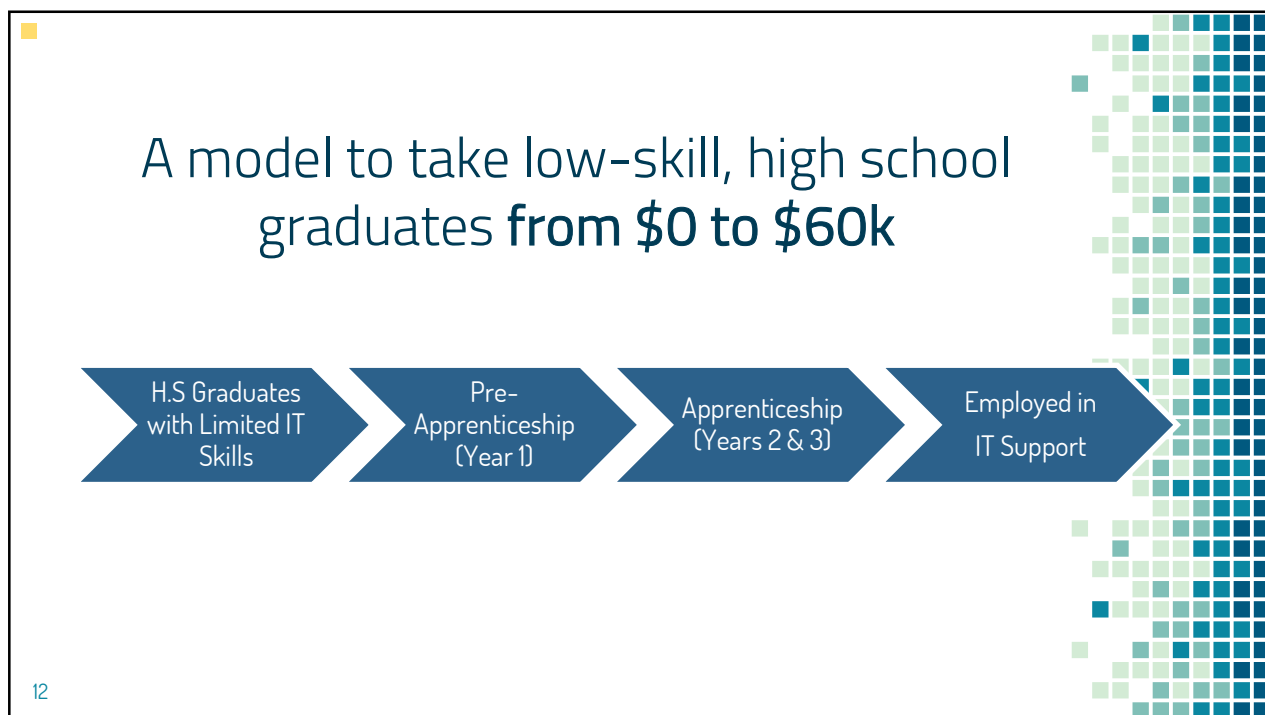 A model to take low-skill, high school
graduates from $0 to $60k
H.S Graduates
with Limited IT
Skills
Pre-
Apprenticeship
(Year 1)
Apprenticeship
(Years 2 & 3)
Employed in
IT Support
12